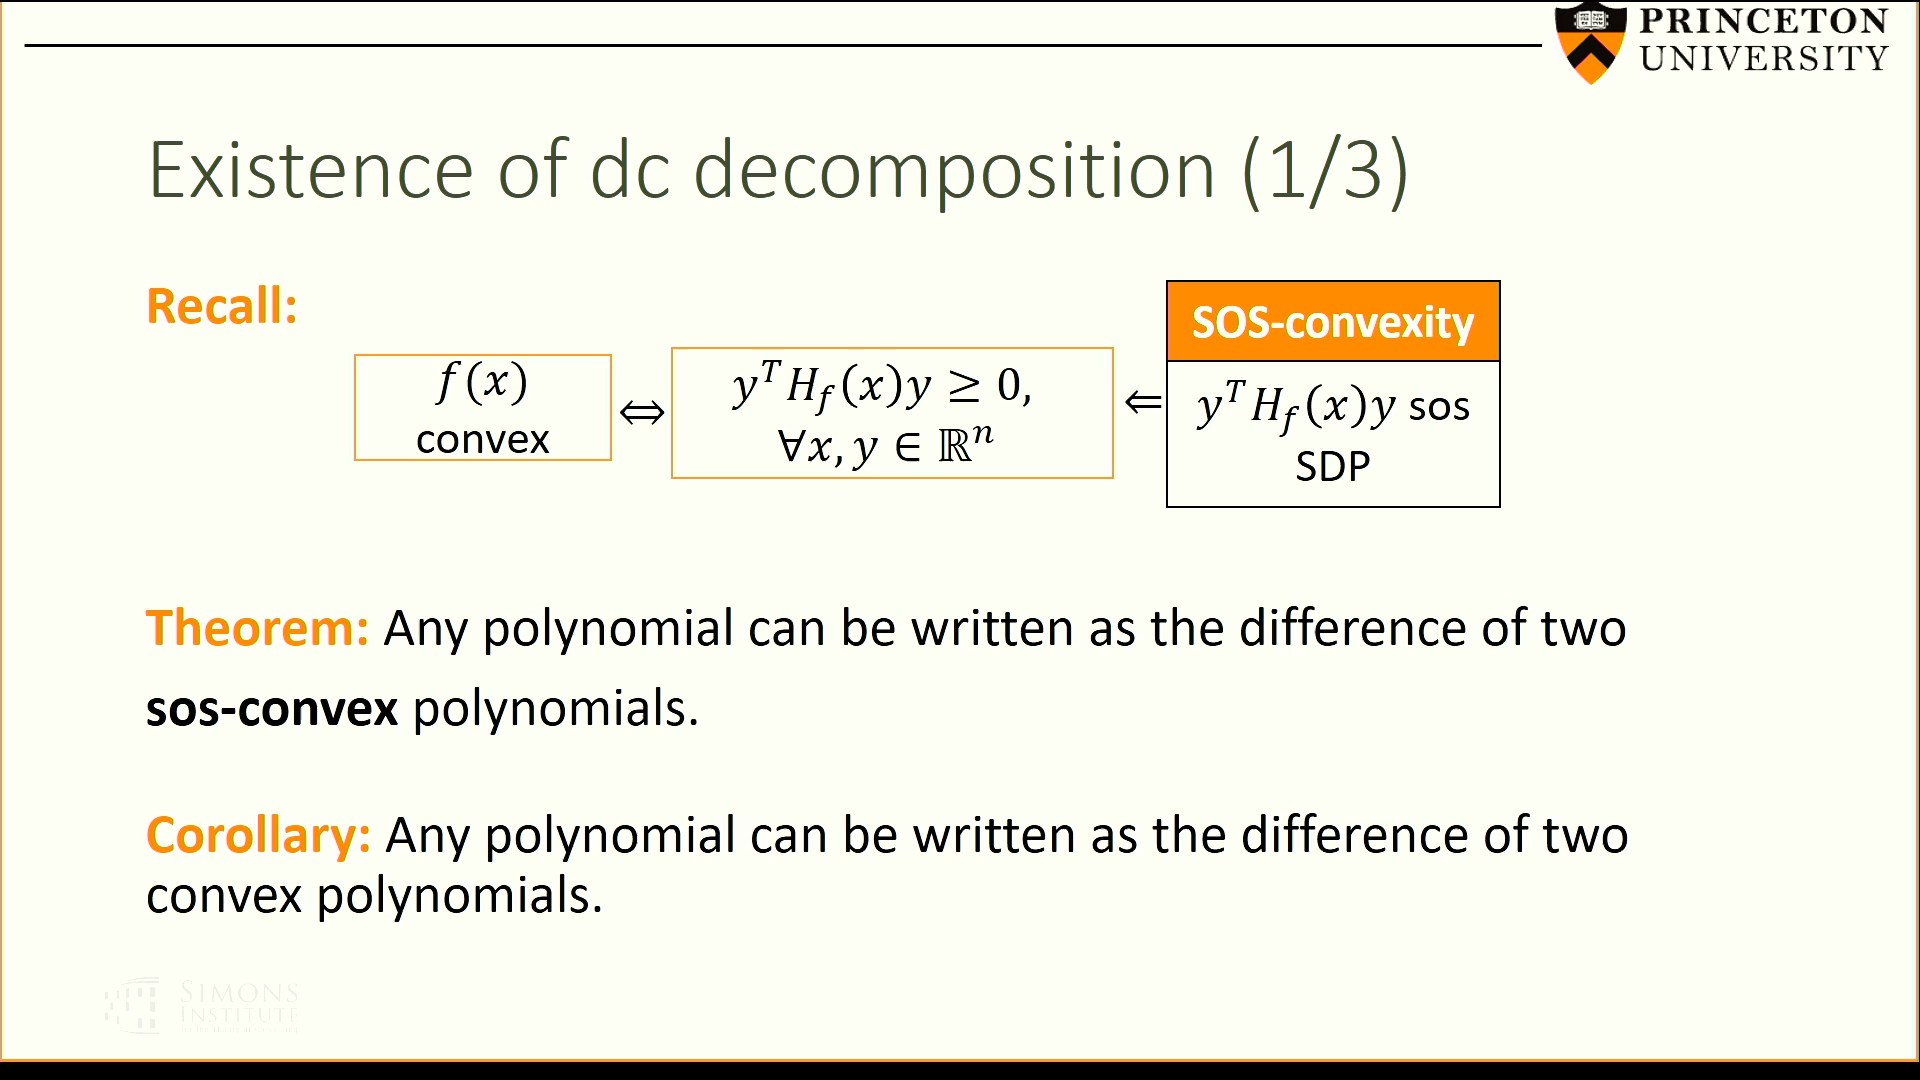 PRINCETON
UNIVERSITY
Existence of dc decomposition (1/3)
Recall:
SOS-convexity
f(x)
convex
⇔
y^T H_f(x)y ≥ 0,
∀x, y ∈ ℝ^n
⇐
y^T H_f(x)y sos
SDP
Theorem: Any polynomial can be written as the difference of two
sos-convex polynomials.
Corollary: Any polynomial can be written as the difference of two
convex polynomials.
SIMONS
INSTITUTE